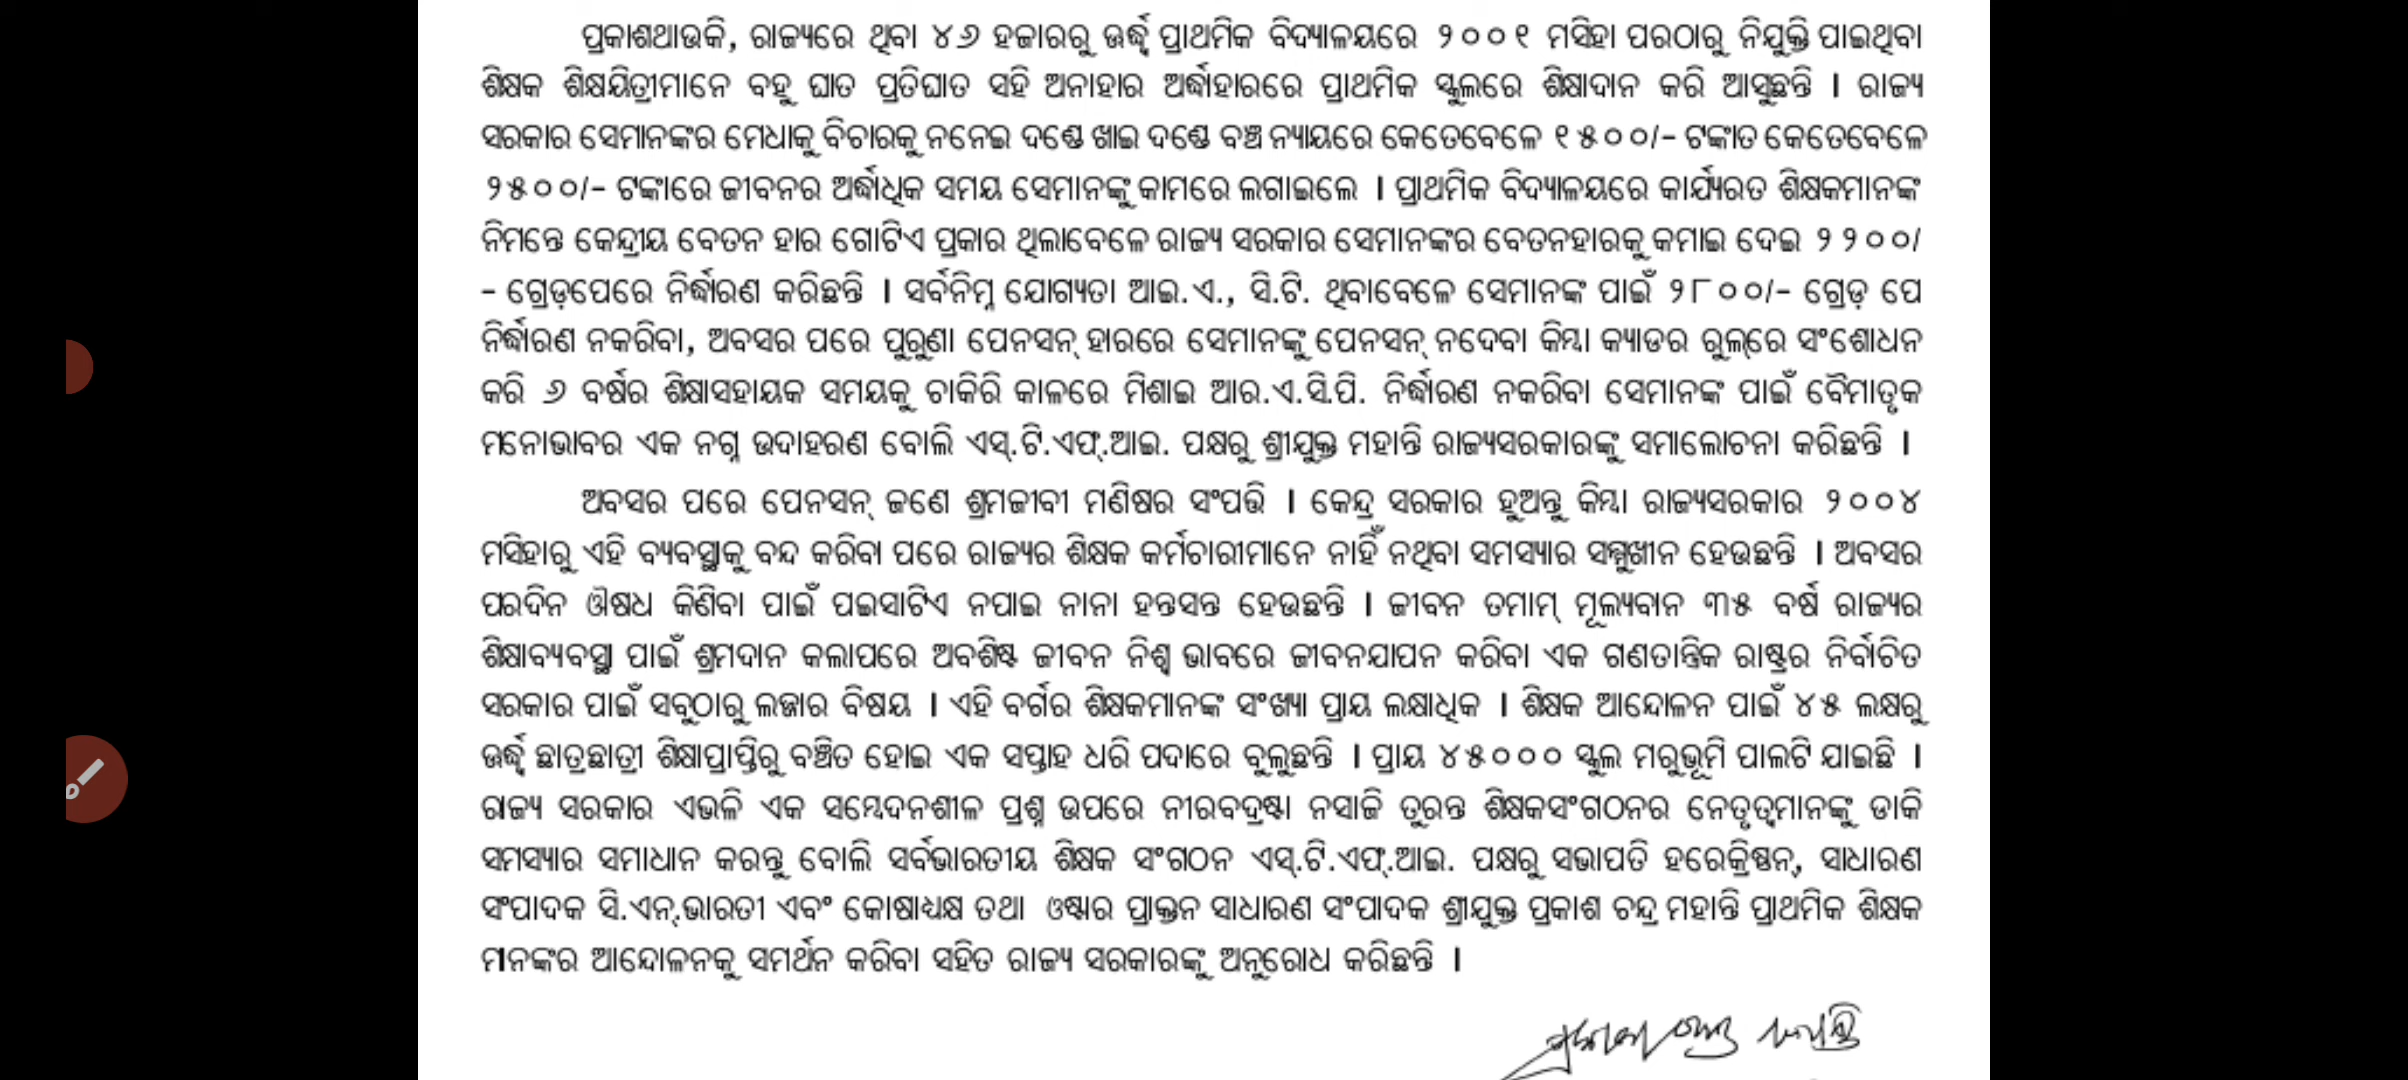 ପ୍ରକାଶଥାଉକି, ରାଜ୍ୟରେ ଥିବା ୪୬ ହଜାରରୁ ଊର୍ଦ୍ଧ୍ୱ ପ୍ରାଥମିକ ବିଦ୍ୟାଳୟରେ ୨୦୦୧ ମସିହା ପରଠାରୁ ନିଯୁକ୍ତି ପାଇଥିବା
ଶିକ୍ଷକ ଶିକ୍ଷୟିତ୍ରୀମାନେ ବହୁ ଘାତ ପ୍ରତିଘାତ ସହି ଅନାହାର ଅର୍ଦ୍ଧାହାରରେ ପ୍ରାଥମିକ ସ୍କୁଲରେ ଶିକ୍ଷାଦାନ କରି ଆସୁଛନ୍ତି । ରାଜ୍ୟ
ସରକାର ସେମାନଙ୍କର ମେଧାକୁ ବିଚାରକୁ ନନେଇ ଦଣ୍ଡେ ଖାଇ ଦଣ୍ଡେ ବଞ୍ଚ ନ୍ୟାୟରେ କେତେବେଳେ ୧୫୦୦/- ଟଙ୍କାତ କେତେବେଳେ
୨୫୦୦/- ଟଙ୍କାରେ ଜୀବନର ଅର୍ଦ୍ଧାଧିକ ସମୟ ସେମାନଙ୍କୁ କାମରେ ଲଗାଇଲେ । ପ୍ରାଥମିକ ବିଦ୍ୟାଳୟରେ କାର୍ଯ୍ୟରତ ଶିକ୍ଷକମାନଙ୍କ
ନିମନ୍ତେ କେନ୍ଦ୍ରୀୟ ବେତନ ହାର ଗୋଟିଏ ପ୍ରକାର ଥିଲାବେଳେ ରାଜ୍ୟ ସରକାର ସେମାନଙ୍କର ବେତନହାରକୁ କମାଇ ଦେଇ ୨୨୦୦/
- ଗ୍ରେଡ଼ପେରେ ନିର୍ଦ୍ଧାରଣ କରିଛନ୍ତି । ସର୍ବନିମ୍ନ ଯୋଗ୍ୟତା ଆଇ.ଏ., ସି.ଟି. ଥିବାବେଳେ ସେମାନଙ୍କ ପାଇଁ ୨୮୦୦/- ଗ୍ରେଡ଼ ପେ
ନିର୍ଦ୍ଧାରଣ ନକରିବା, ଅବସର ପରେ ପୁରୁଣା ପେନସନ୍ ହାରରେ ସେମାନଙ୍କୁ ପେନସନ୍ ନଦେବା କିମ୍ବା କ୍ୟାଡର ରୁଲ୍‌ରେ ସଂଶୋଧନ
କରି ୬ ବର୍ଷର ଶିକ୍ଷାସହାୟକ ସମୟକୁ ଚାକିରି କାଳରେ ମିଶାଇ ଆର.ଏ.ସି.ପି. ନିର୍ଦ୍ଧାରଣ ନକରିବା ସେମାନଙ୍କ ପାଇଁ ବୈମାତୃକ
ମନୋଭାବର ଏକ ନଗ୍ନ ଉଦାହରଣ ବୋଲି ଏସ୍.ଟି.ଏଫ୍.ଆଇ. ପକ୍ଷରୁ ଶ୍ରୀଯୁକ୍ତ ମହାନ୍ତି ରାଜ୍ୟସରକାରଙ୍କୁ ସମାଲୋଚନା କରିଛନ୍ତି ।
ଅବସର ପରେ ପେନସନ୍ ଜଣେ ଶ୍ରମଜୀବୀ ମଣିଷର ସଂପତ୍ତି । କେନ୍ଦ୍ର ସରକାର ହୁଅନ୍ତୁ କିମ୍ବା ରାଜ୍ୟସରକାର ୨୦୦୪
ମସିହାରୁ ଏହି ବ୍ୟବସ୍ଥାକୁ ବନ୍ଦ କରିବା ପରେ ରାଜ୍ୟର ଶିକ୍ଷକ କର୍ମଚାରୀମାନେ ନାହିଁ ନଥିବା ସମସ୍ୟାର ସମ୍ମୁଖୀନ ହେଉଛନ୍ତି । ଅବସର
ପରଦିନ ଔଷଧ କିଣିବା ପାଇଁ ପଇସାଟିଏ ନପାଇ ନାନା ହନ୍ତସନ୍ତ ହେଉଛନ୍ତି । ଜୀବନ ତମାମ୍ ମୂଲ୍ୟବାନ ୩୫ ବର୍ଷ ରାଜ୍ୟର
ଶିକ୍ଷାବ୍ୟବସ୍ଥା ପାଇଁ ଶ୍ରମଦାନ କଲାପରେ ଅବଶିଷ୍ଟ ଜୀବନ ନିଶ୍ୱ ଭାବରେ ଜୀବନଯାପନ କରିବା ଏକ ଗଣତାନ୍ତ୍ରିକ ରାଷ୍ଟ୍ରର ନିର୍ବାଚିତ
ସରକାର ପାଇଁ ସବୁଠାରୁ ଲଜ୍ଜାର ବିଷୟ । ଏହି ବର୍ଗର ଶିକ୍ଷକମାନଙ୍କ ସଂଖ୍ୟା ପ୍ରାୟ ଲକ୍ଷାଧିକ । ଶିକ୍ଷକ ଆନ୍ଦୋଳନ ପାଇଁ ୪୫ ଲକ୍ଷରୁ
ଊର୍ଦ୍ଧ୍ୱ ଛାତ୍ରଛାତ୍ରୀ ଶିକ୍ଷାପ୍ରାପ୍ତିରୁ ବଞ୍ଚିତ ହୋଇ ଏକ ସପ୍ତାହ ଧରି ପଦାରେ ବୁଲୁଛନ୍ତି । ପ୍ରାୟ ୪୫୦୦୦ ସ୍କୁଲ ମରୁଭୂମି ପାଲଟି ଯାଇଛି ।
ରାଜ୍ୟ ସରକାର ଏଭଳି ଏକ ସମ୍ବେଦନଶୀଳ ପ୍ରଶ୍ନ ଉପରେ ନୀରବଦ୍ରଷ୍ଟା ନସାଜି ତୁରନ୍ତ ଶିକ୍ଷକସଂଗଠନର ନେତୃତ୍ୱମାନଙ୍କୁ ଡାକି
ସମସ୍ୟାର ସମାଧାନ କରନ୍ତୁ ବୋଲି ସର୍ବଭାରତୀୟ ଶିକ୍ଷକ ସଂଗଠନ ଏସ୍.ଟି.ଏଫ୍.ଆଇ. ପକ୍ଷରୁ ସଭାପତି ହରେକ୍ରିଷ୍ଣନ୍, ସାଧାରଣ
ସଂପାଦକ ସି.ଏନ୍.ଭାରତୀ ଏବଂ କୋଷାଧ୍ୟକ୍ଷ ତଥା ଓଷ୍ଟାର ପ୍ରାକ୍ତନ ସାଧାରଣ ସଂପାଦକ ଶ୍ରୀଯୁକ୍ତ ପ୍ରକାଶ ଚନ୍ଦ୍ର ମହାନ୍ତି ପ୍ରାଥମିକ ଶିକ୍ଷକ
ମାନଙ୍କର ଆନ୍ଦୋଳନକୁ ସମର୍ଥନ କରିବା ସହିତ ରାଜ୍ୟ ସରକାରଙ୍କୁ ଅନୁରୋଧ କରିଛନ୍ତି ।
ପ୍ରକାଶ ଚନ୍ଦ୍ର ମହାନ୍ତି